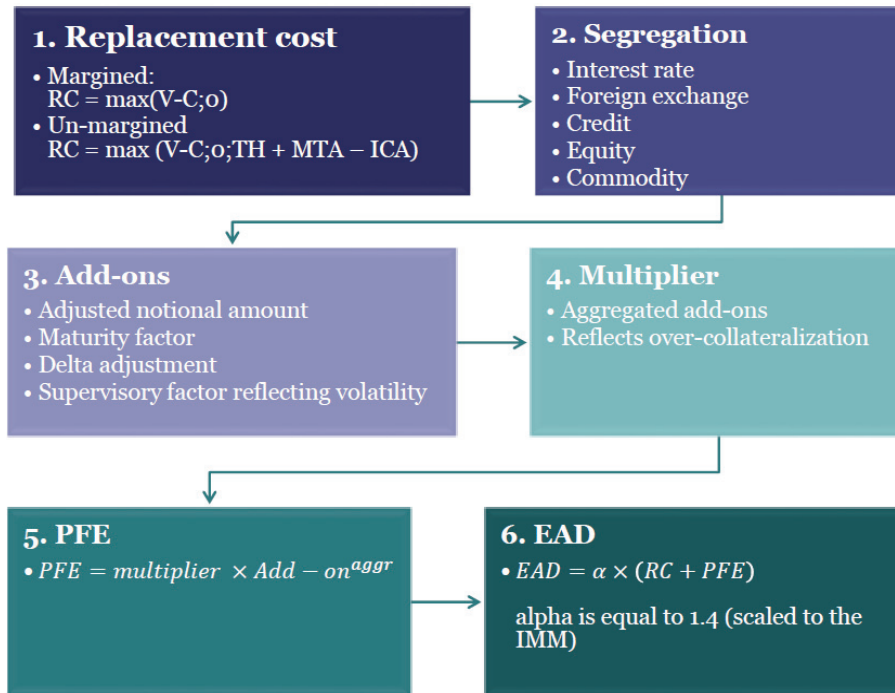 1. Replacement cost
• Margined:
RC = max(V-C;0)
• Un-margined
RC = max (V-C;0;TH + MTA – ICA)
2. Segregation
• Interest rate
• Foreign exchange
• Credit
• Equity
• Commodity
3. Add-ons
• Adjusted notional amount
• Maturity factor
• Delta adjustment
• Supervisory factor reflecting volatility
4. Multiplier
• Aggregated add-ons
• Reflects over-collateralization
5. PFE
• PFE = multiplier × Add − on^aggr
6. EAD
• EAD = α × (RC + PFE)
alpha is equal to 1.4 (scaled to the
IMM)